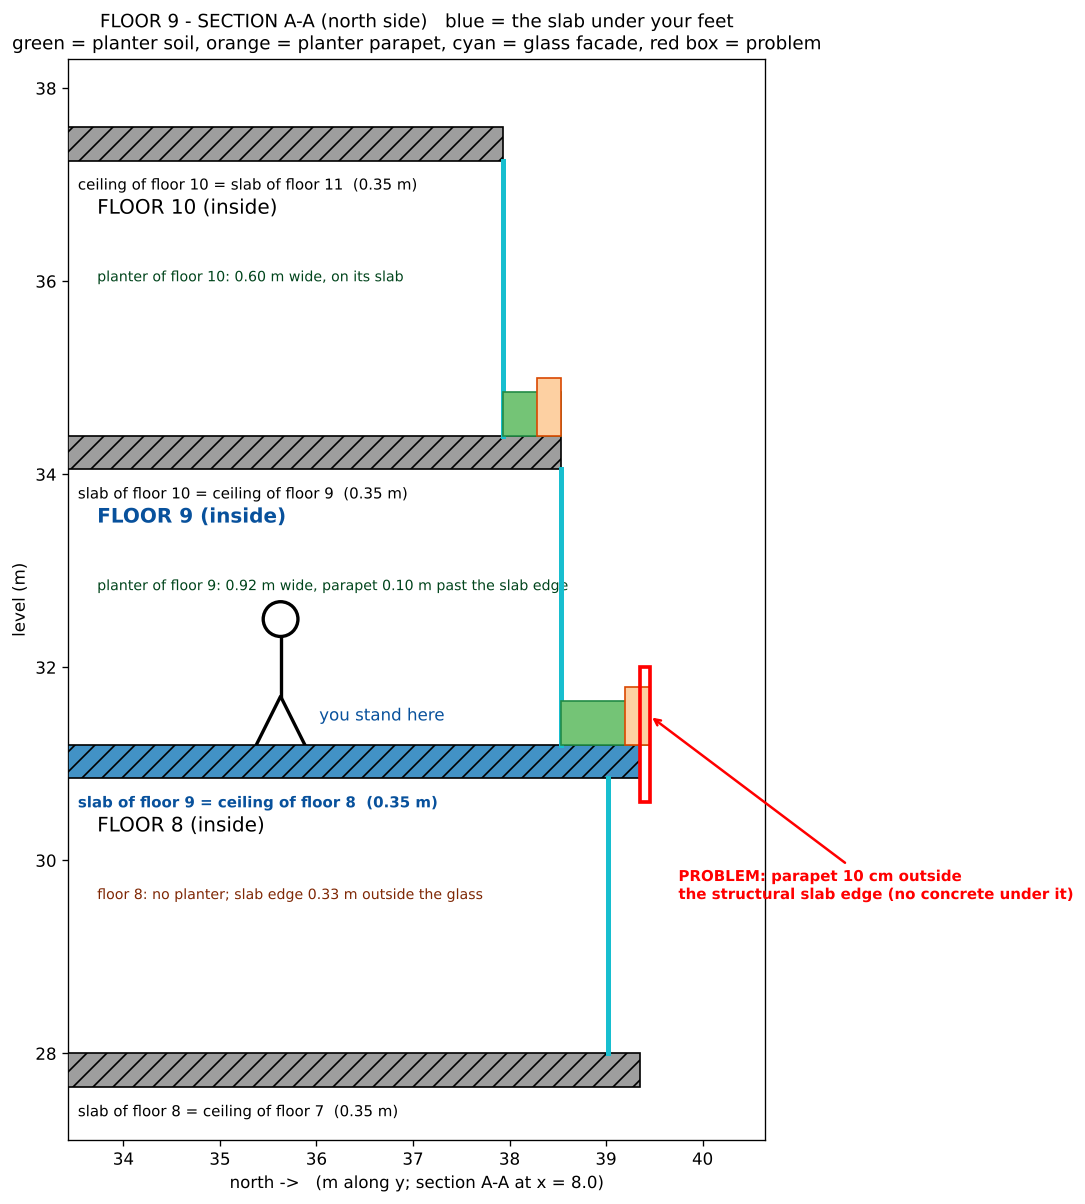 FLOOR 9 - SECTION A-A (north side)   blue = the slab under your feet
green = planter soil, orange = planter parapet, cyan = glass facade, red box = problem
38
ceiling of floor 10 = slab of floor 11  (0.35 m)
FLOOR 10 (inside)
36
planter of floor 10: 0.60 m wide, on its slab
34
slab of floor 10 = ceiling of floor 9  (0.35 m)
FLOOR 9 (inside)
level (m)
planter of floor 9: 0.92 m wide, parapet 0.10 m past the slab edge
32
you stand here
slab of floor 9 = ceiling of floor 8  (0.35 m)
FLOOR 8 (inside)
30
PROBLEM: parapet 10 cm outside
the structural slab edge (no concrete under it)
floor 8: no planter; slab edge 0.33 m outside the glass
28
slab of floor 8 = ceiling of floor 7  (0.35 m)
34 35 36 37 38 39 40
north ->   (m along y; section A-A at x = 8.0)